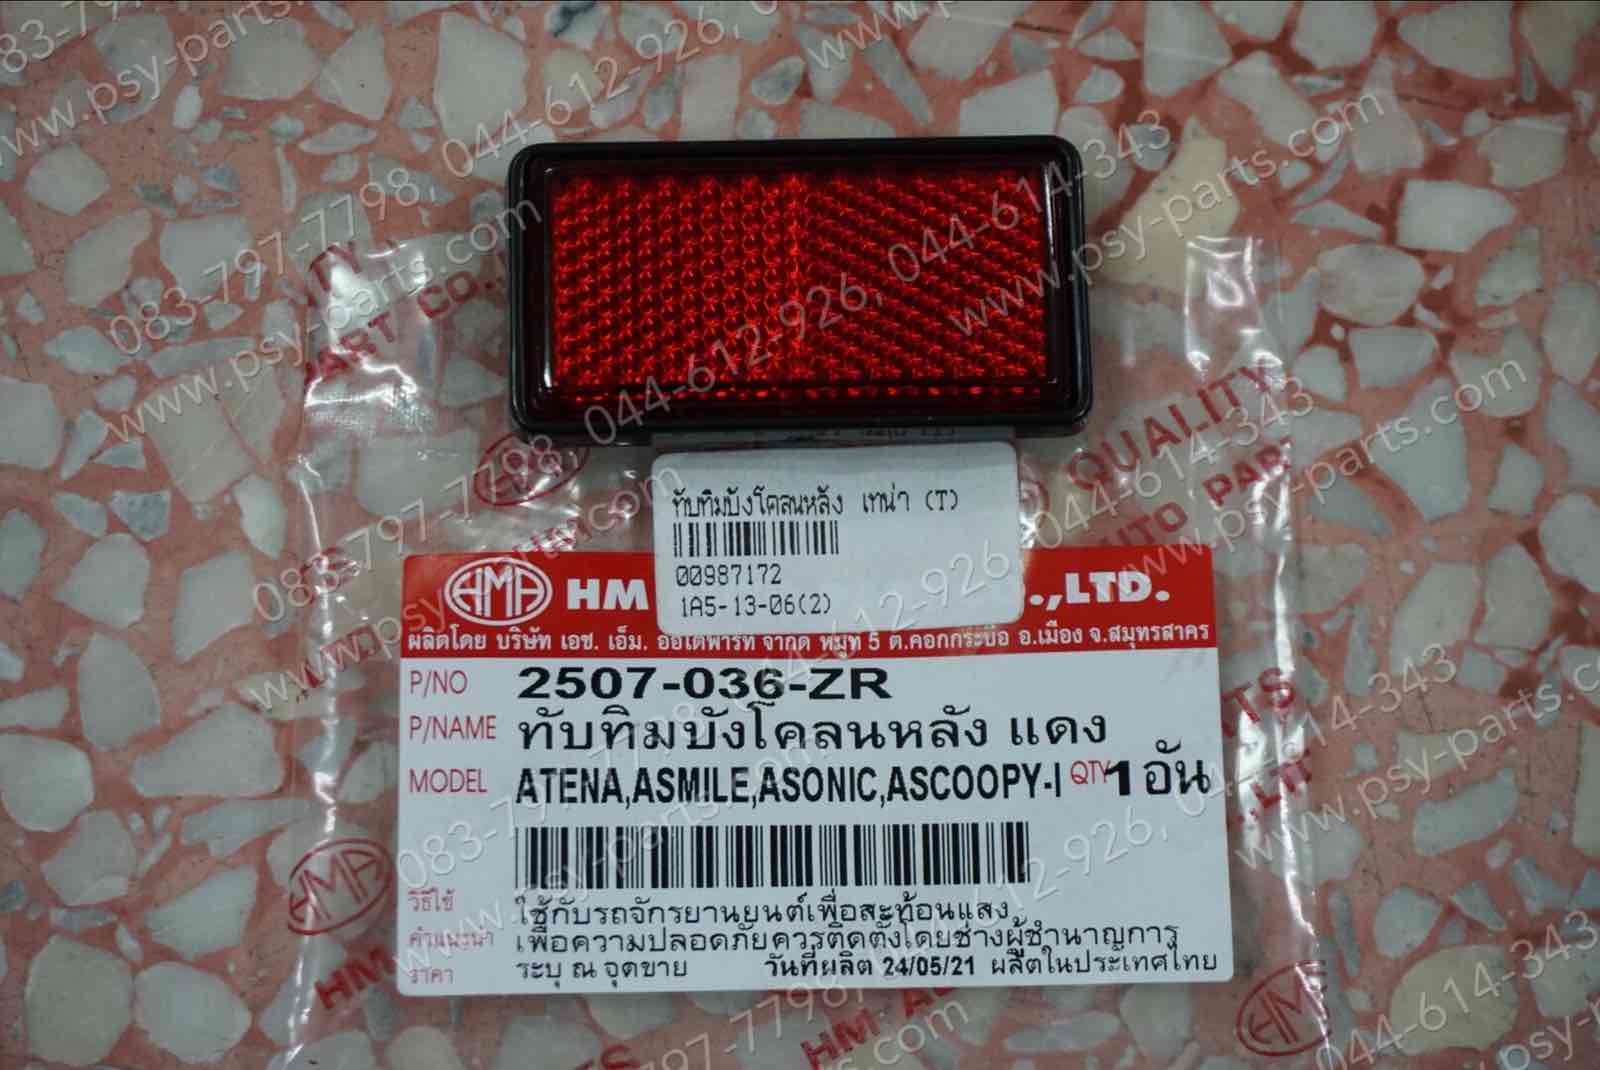 ทับทิมบังโคลนหลัง เทน่า (T)
00987172
1A5-13-06(2)
HMA HM .,LTD.
ผลิตโดย บริษัท เอช. เอ็ม. ออโตพาร์ท จำกัด หมู่ที่ 5 ต.คอกกระบือ อ.เมือง จ.สมุทรสาคร
P/NO 2507-036-ZR
P/NAME ทับทิมบังโคลนหลัง แดง
MODEL ATENA,ASMILE,ASONIC,ASCOOPY-I QTY 1 อัน
วิธีใช้ ใช้กับรถจักรยานยนต์เพื่อสะท้อนแสง
คำแนะนำ เพื่อความปลอดภัยควรติดตั้งโดยช่างผู้ชำนาญการ
ราคา ระบุ ณ จุดขาย วันที่ผลิต 24/05/21 ผลิตในประเทศไทย
QUALITY
AUTO PART
PART CO.,
HMA
HM AU
083-797-7798, 044-612-926, 044-614-343
www.psy-parts.com